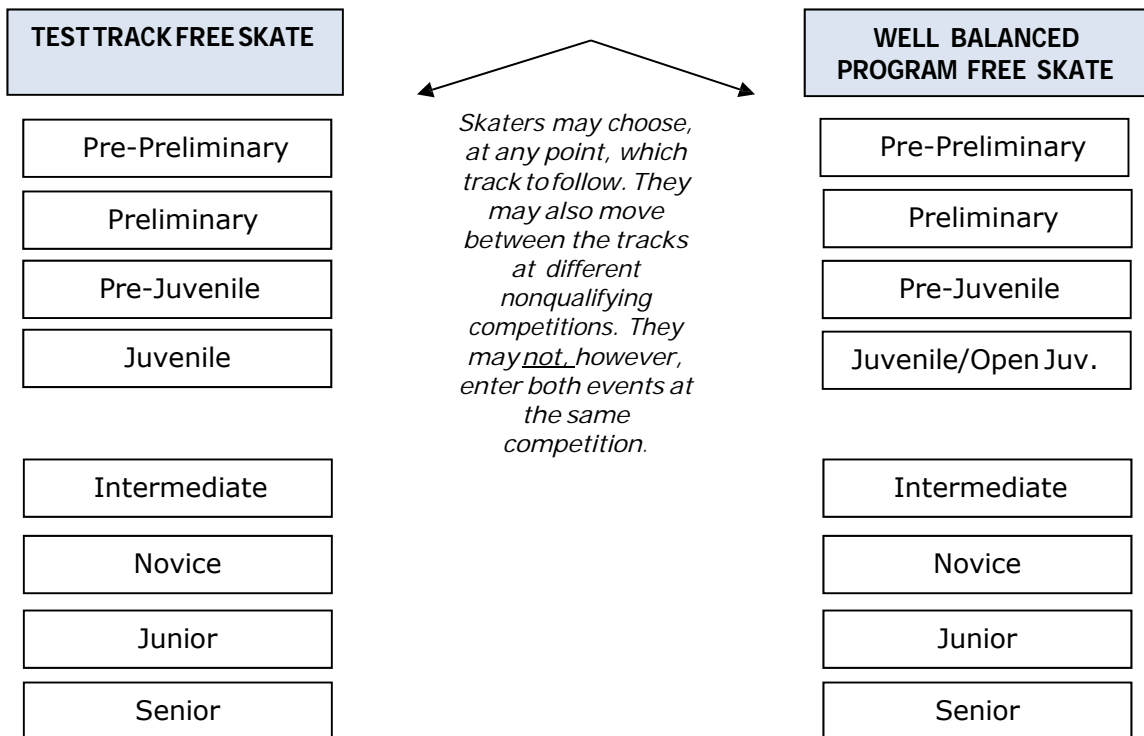 TEST TRACK FREE SKATE
Pre-Preliminary
Preliminary
Pre-Juvenile
Juvenile
Intermediate
Novice
Junior
Senior
Skaters may choose,
at any point, which
track to follow. They
may also move
between the tracks
at different
nonqualifying
competitions. They
may not, however,
enter both events at
the same
competition.
WELL BALANCED
PROGRAM FREE SKATE
Pre-Preliminary
Preliminary
Pre-Juvenile
Juvenile/Open Juv.
Intermediate
Novice
Junior
Senior